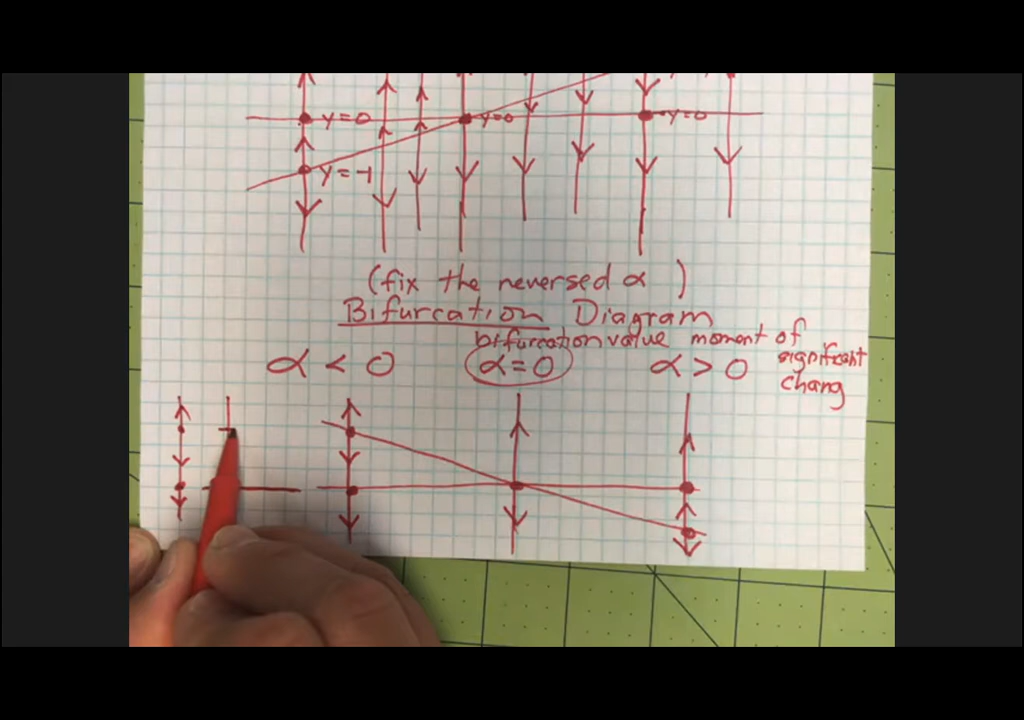 y=0 y=0 y=0
y=-1
(fix the reversed α )
Bifurcation Diagram
bifurcation value moment of
significant
chang
α < 0 α=0 α > 0